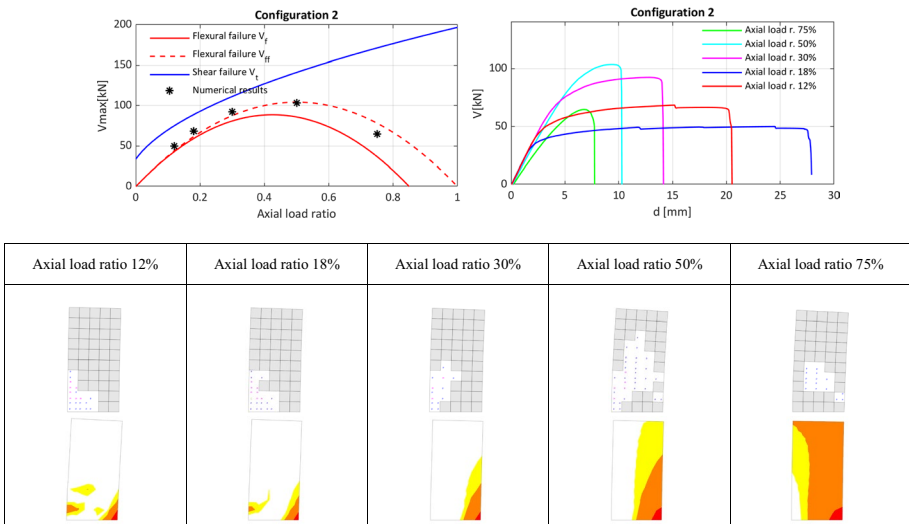 Configuration 2
Flexural failure V_f
Flexural failure V_ff
Shear failure V_t
Numerical results
200
150
100
50
0
Vmax[kN]
0 0.2 0.4 0.6 0.8 1
Axial load ratio
Configuration 2
Axial load r. 75%
Axial load r. 50%
Axial load r. 30%
Axial load r. 18%
Axial load r. 12%
100
50
0
V[kN]
0 5 10 15 20 25 30
d [mm]
Axial load ratio 12% Axial load ratio 18% Axial load ratio 30% Axial load ratio 50% Axial load ratio 75%